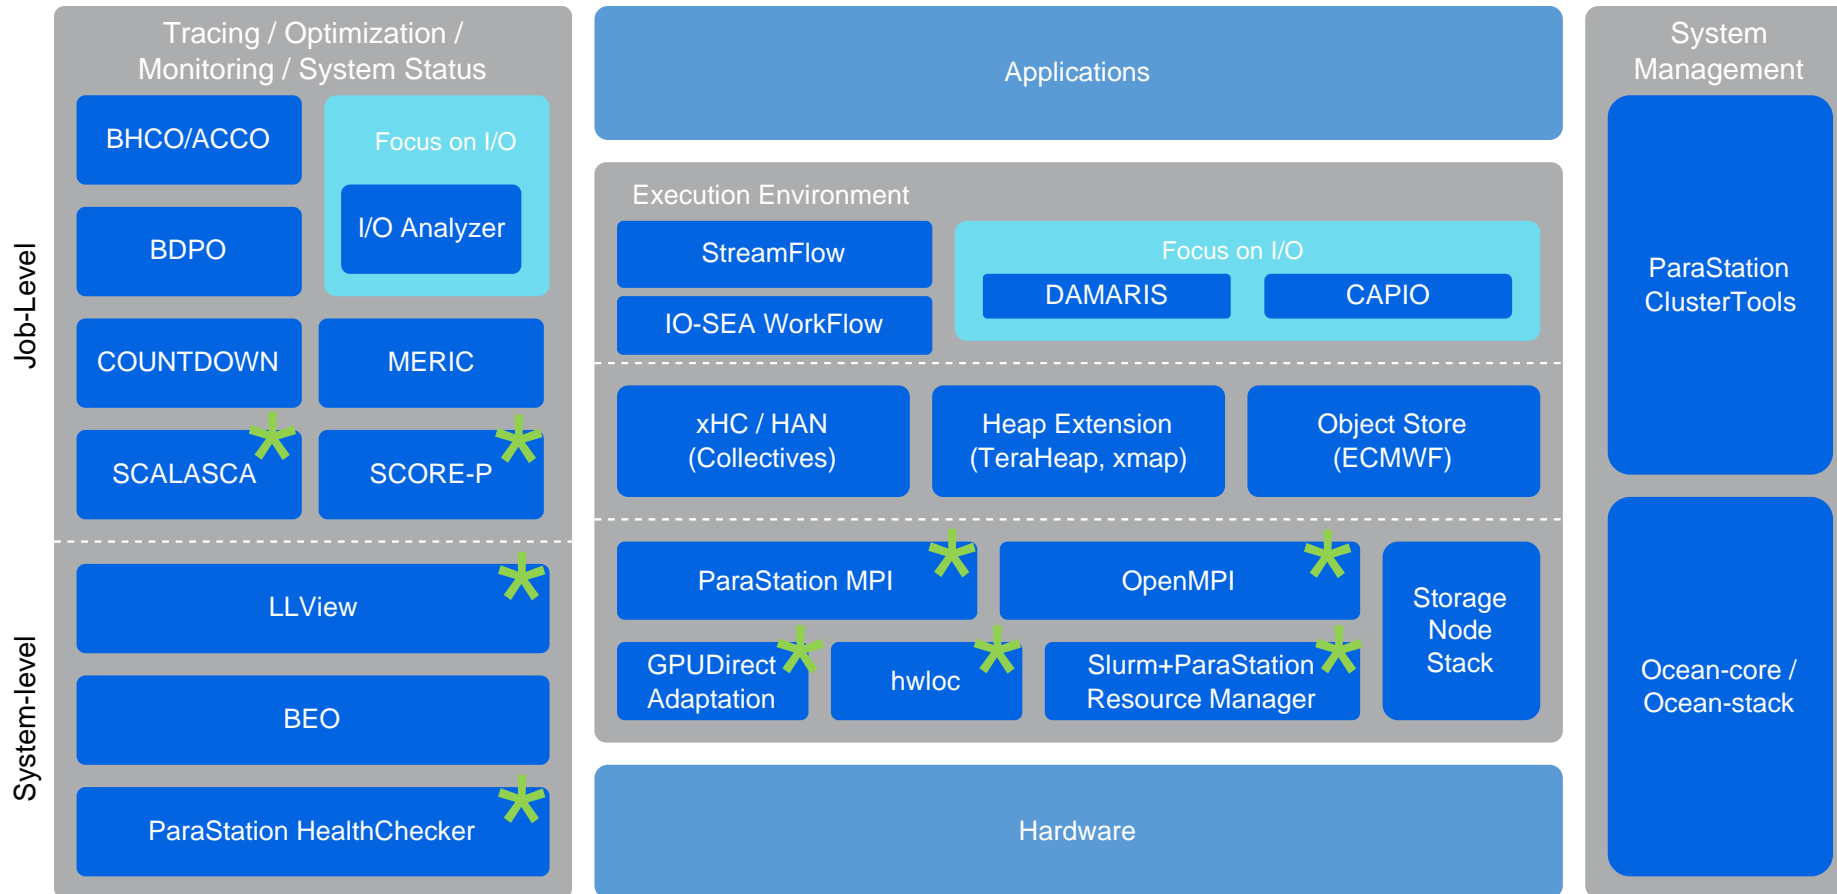 Tracing / Optimization /
Monitoring / System Status
BHCO/ACCO
Focus on I/O
I/O Analyzer
BDPO
COUNTDOWN
MERIC
SCALASCA
SCORE-P
LLView
BEO
ParaStation HealthChecker
Job-Level
System-level
Applications
Execution Environment
StreamFlow
IO-SEA WorkFlow
Focus on I/O
DAMARIS
CAPIO
xHC / HAN
(Collectives)
Heap Extension
(TeraHeap, xmap)
Object Store
(ECMWF)
ParaStation MPI
OpenMPI
Storage
Node
Stack
GPUDirect
Adaptation
hwloc
Slurm+ParaStation
Resource Manager
Hardware
System
Management
ParaStation
ClusterTools
Ocean-core /
Ocean-stack